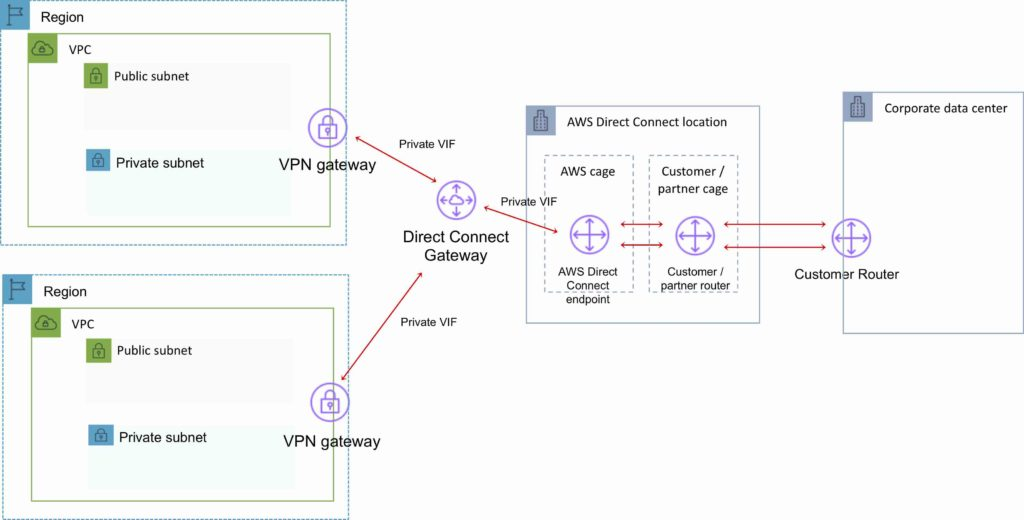 Region
VPC
Public subnet
Private subnet
VPN gateway
Private VIF
Direct Connect
Gateway
Private VIF
AWS Direct Connect location
AWS cage
AWS Direct
Connect
endpoint
Customer /
partner cage
Customer /
partner router
Corporate data center
Customer Router
Region
VPC
Public subnet
Private subnet
VPN gateway
Private VIF